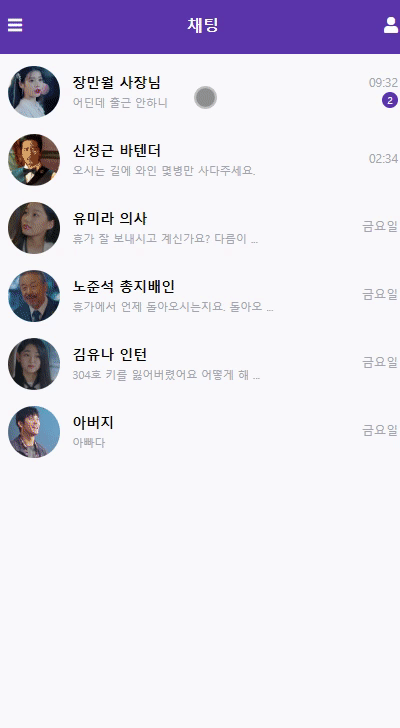 채팅
장만월 사장님
09:32
어딘데 출근 안하니
2
신정근 바텐더
02:34
오시는 길에 와인 몇병만 사다주세요.
유미라 의사
금요일
휴가 잘 보내시고 계신가요? 다름이 ...
노준석 총지배인
금요일
휴가에서 언제 돌아오시는지요. 돌아오 ...
김유나 인턴
금요일
304호 키를 잃어버렸어요 어떻게 해 ...
아버지
금요일
아빠다